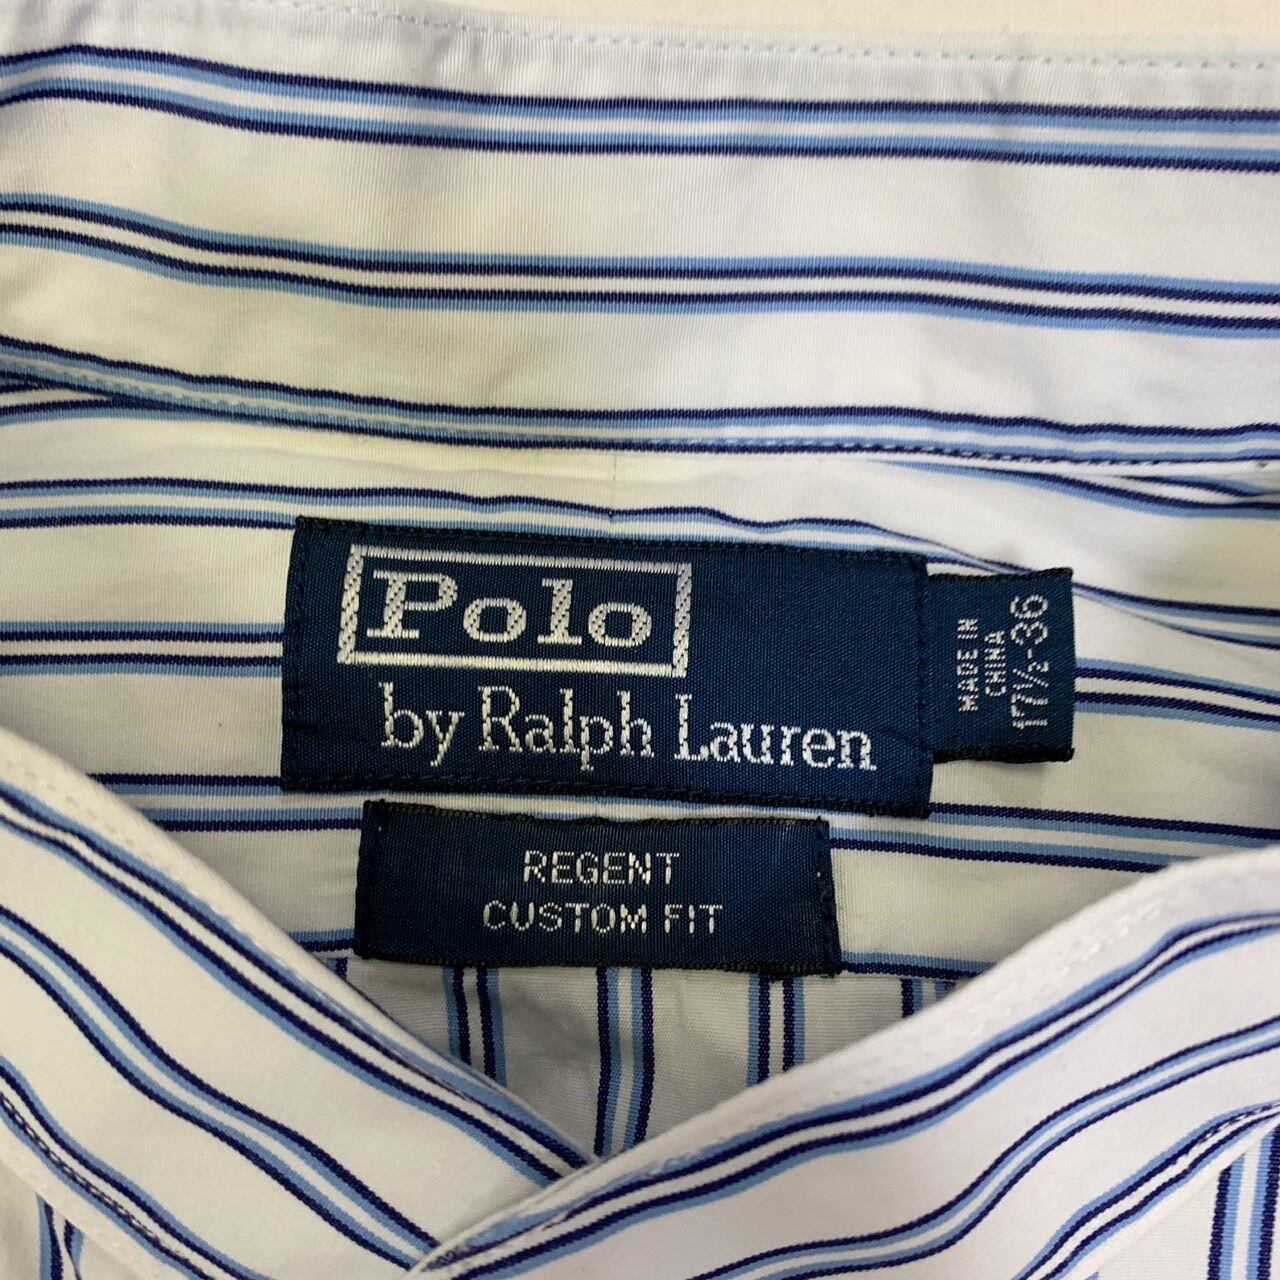 Polo
by Ralph Lauren
MADE IN
CHINA
17½-36
REGENT
CUSTOM FIT